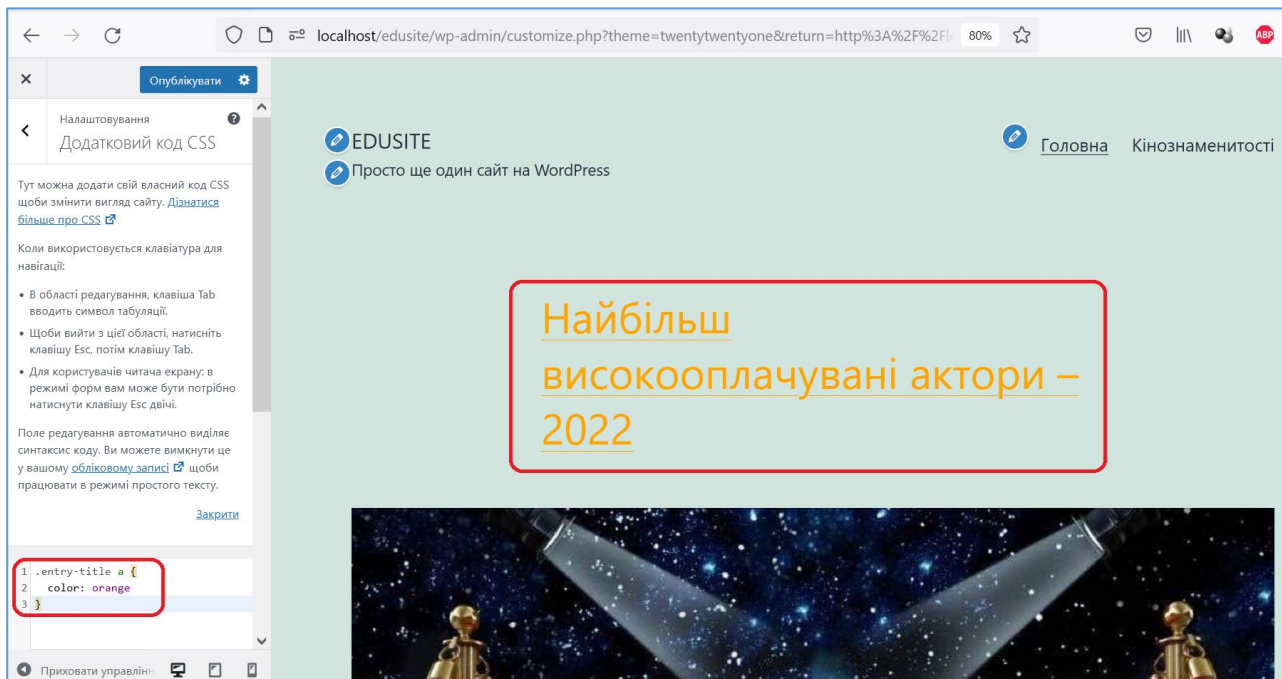 localhost/edusite/wp-admin/customize.php?theme=twentytwentyone&return=http%3A%2F%2Fl
80%
ABP
Опублікувати
Налаштовування
Додатковий код CSS
Тут можна додати свій власний код CSS
щоби змінити вигляд сайту. Дізнатися
більше про CSS
Коли використовується клавіатура для
навігації:
• В області редагування, клавіша Tab
вводить символ табуляції.
• Щоби вийти з цієї області, натисніть
клавішу Esc, потім клавішу Tab.
• Для користувачів читача екрану: в
режимі форм вам може бути потрібно
натиснути клавішу Esc двічі.
Поле редагування автоматично виділяє
синтаксис коду. Ви можете вимкнути це
у вашому обліковому записі щоби
працювати в режимі простого тексту.
Закрити
1 .entry-title a {
2 color: orange
3 }
Приховати управлінн
EDUSITE
Просто ще один сайт на WordPress
Головна Кінознаменитості
Найбільш
високооплачувані актори –
2022